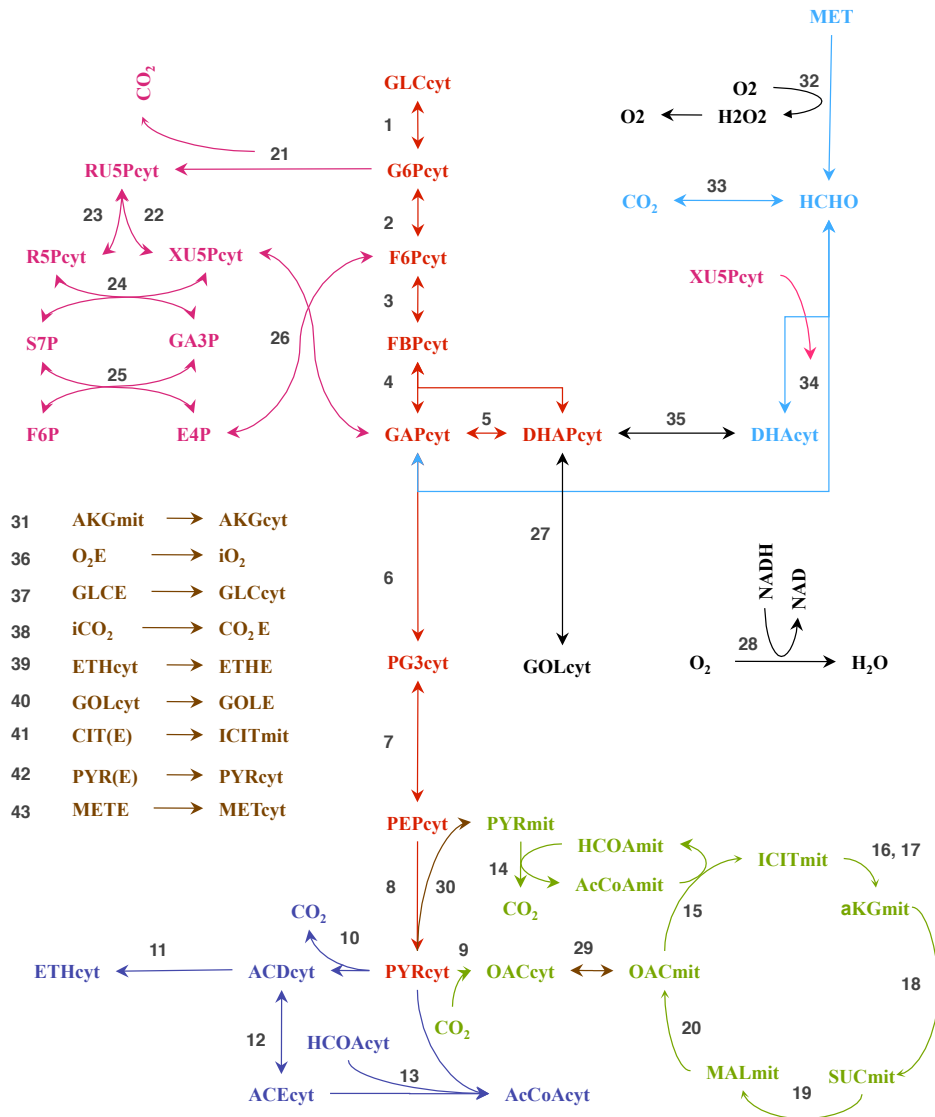 MET
GLCcyt
CO₂
O2
32
O2
H2O2
1
21
RU5Pcyt
G6Pcyt
CO₂
33
HCHO
23
22
2
R5Pcyt
XU5Pcyt
F6Pcyt
XU5Pcyt
24
3
26
S7P
GA3P
FBPcyt
25
4
34
5
35
F6P
E4P
GAPcyt
DHAPcyt
DHAcyt
31 AKGmit AKGcyt
36 O₂E iO₂
37 GLCE GLCcyt
38 iCO₂ CO₂ E
39 ETHcyt ETHE
40 GOLcyt GOLE
41 CIT(E) ICITmit
42 PYR(E) PYRcyt
43 METE METcyt
27
6
NADH
NAD
28
PG3cyt
GOLcyt
O₂
H₂O
7
PEPcyt
PYRmit
HCOAmit
ICITmit
16, 17
14
8
30
AcCoAmit
CO₂
15
aKGmit
CO₂
10
9
29
11
ETHcyt
ACDcyt
PYRcyt
OACcyt
OACmit
18
CO₂
20
12
HCOAcyt
13
MALmit
SUCmit
19
ACEcyt
AcCoAcyt